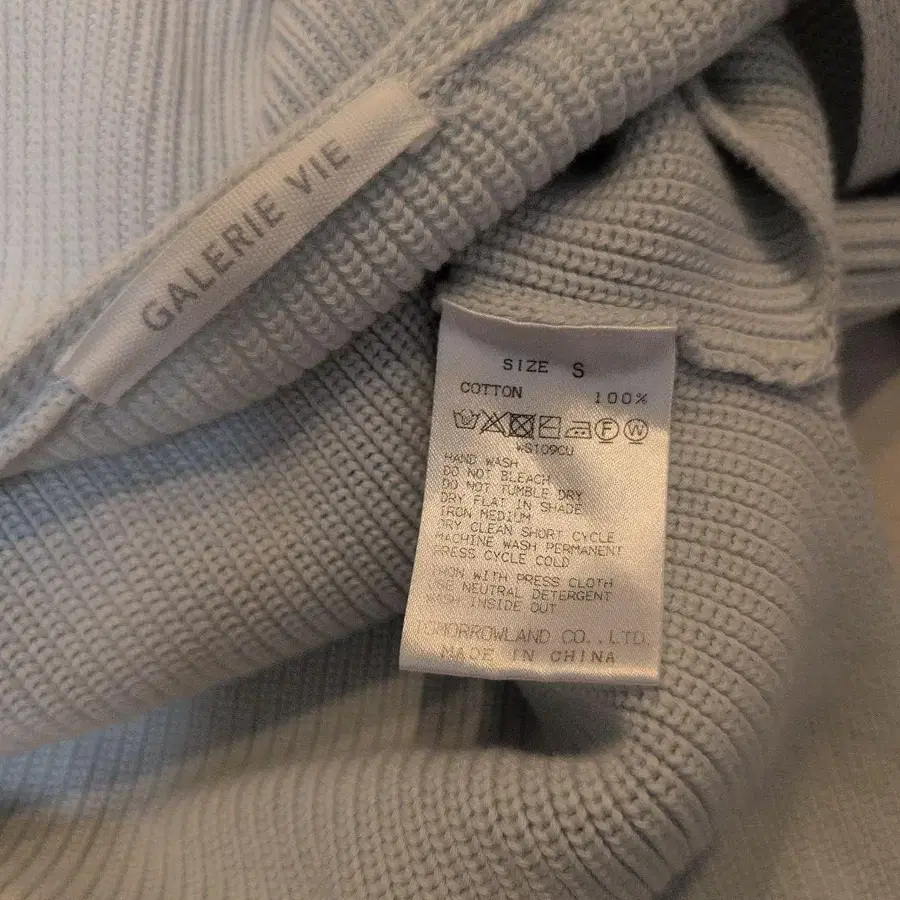 GALERIE VIE
SIZE S
COTTON 100%
F W
WS109CU
HAND WASH
DO NOT BLEACH
DO NOT TUMBLE DRY
DRY FLAT IN SHADE
IRON MEDIUM
DRY CLEAN SHORT CYCLE
MACHINE WASH PERMANENT
PRESS CYCLE COLD
IRON WITH PRESS CLOTH
USE NEUTRAL DETERGENT
WASH INSIDE OUT
TOMORROWLAND CO.,LTD.
MADE IN CHINA